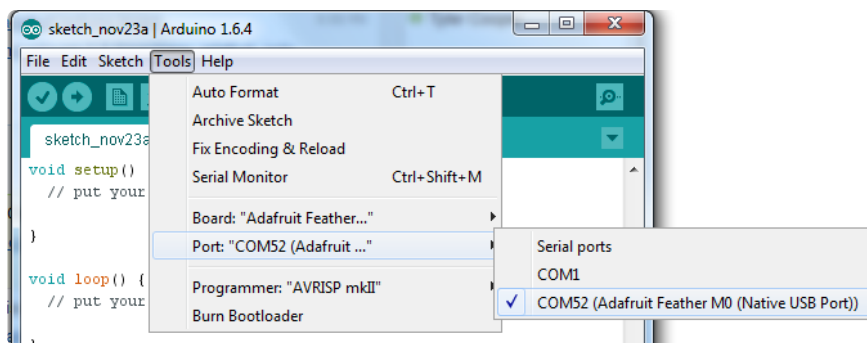 sketch_nov23a | Arduino 1.6.4
File Edit Sketch Tools Help
Auto Format Ctrl+T
Archive Sketch
sketch_nov23a
Fix Encoding & Reload
void setup()
Serial Monitor Ctrl+Shift+M
// put your
Board: "Adafruit Feather..."
}
Port: "COM52 (Adafruit ..."
Serial ports
void loop() {
COM1
// put your
Programmer: "AVRISP mkII"
COM52 (Adafruit Feather M0 (Native USB Port))
Burn Bootloader